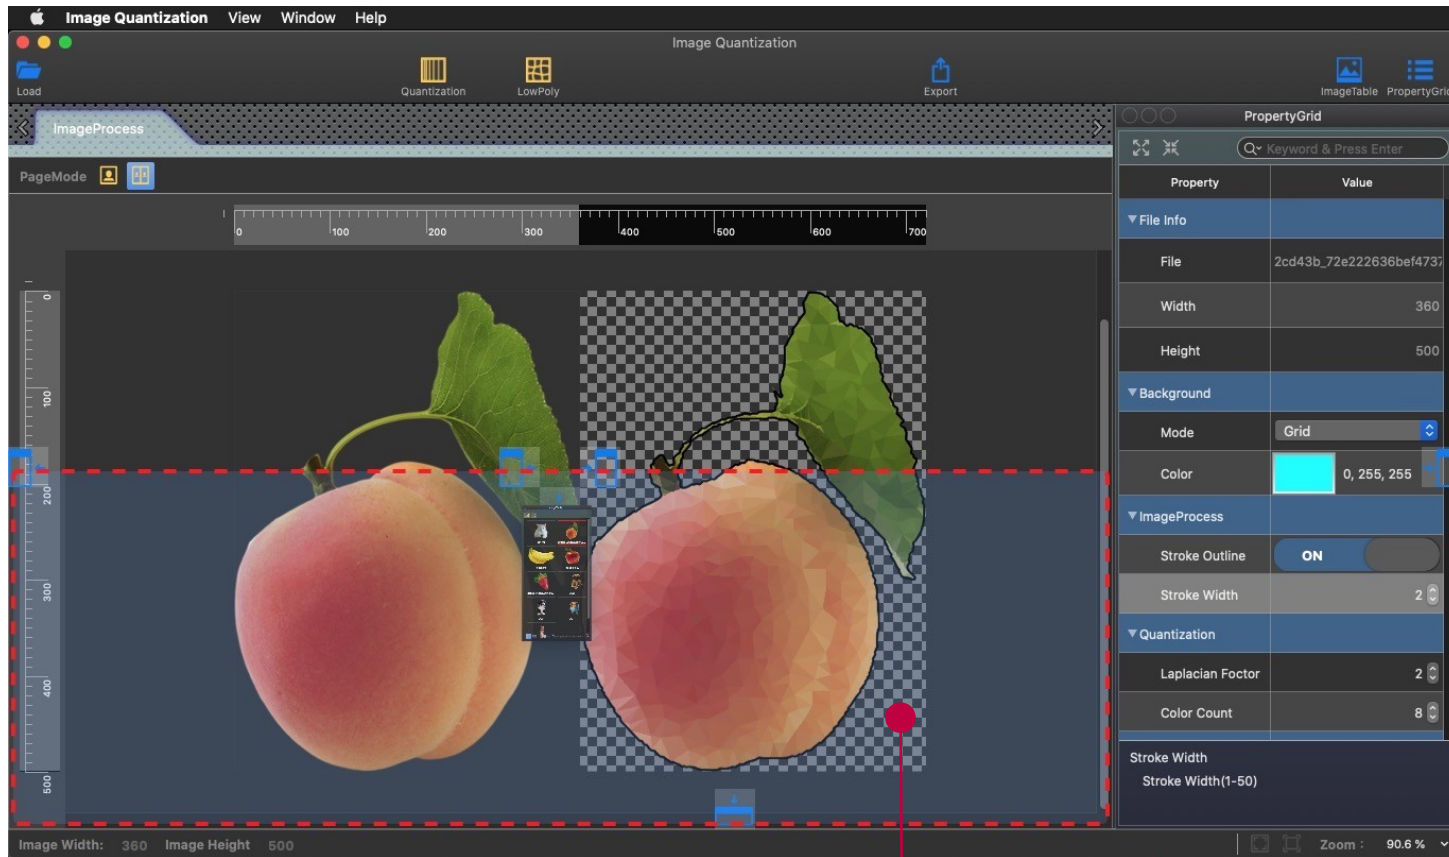 Image Quantization View Window Help
Image Quantization
Load Quantization LowPoly Export ImageTable PropertyGrid
ImageProcess
PropertyGrid
Keyword & Press Enter
PageMode
Property Value
0 100 200 300 400 500 600 700
File Info
File 2cd43b_72e222636bef4737
Width 360
Height 500
Background
Mode Grid
Color 0, 255, 255
ImageProcess
Stroke Outline ON
Stroke Width 2
Quantization
Laplacian Foctor 2
Color Count 8
0
100
200
300
400
500
Stroke Width
Stroke Width(1-50)
Image Width: 360 Image Height 500
Zoom : 90.6 %